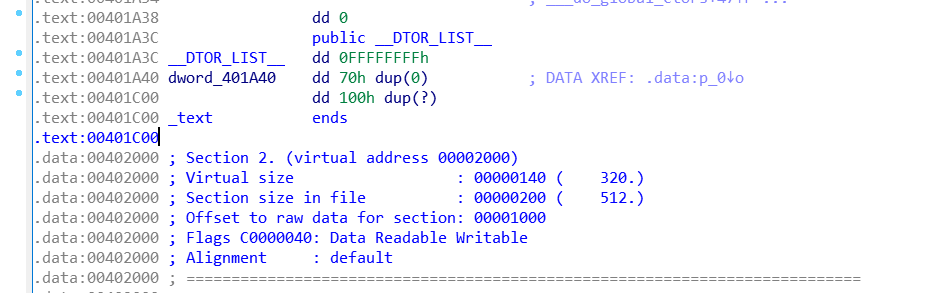 .text:00401A34 ; ___do_global_ctors+47↑r ...
.text:00401A38 dd 0
.text:00401A3C public __DTOR_LIST__
.text:00401A3C __DTOR_LIST__ dd 0FFFFFFFFh
.text:00401A40 dword_401A40 dd 70h dup(0) ; DATA XREF: .data:p_0↓o
.text:00401C00 dd 100h dup(?)
.text:00401C00 _text ends
.text:00401C00
.data:00402000 ; Section 2. (virtual address 00002000)
.data:00402000 ; Virtual size : 00000140 ( 320.)
.data:00402000 ; Section size in file : 00000200 ( 512.)
.data:00402000 ; Offset to raw data for section: 00001000
.data:00402000 ; Flags C0000040: Data Readable Writable
.data:00402000 ; Alignment : default
.data:00402000 ; ===========================================================================